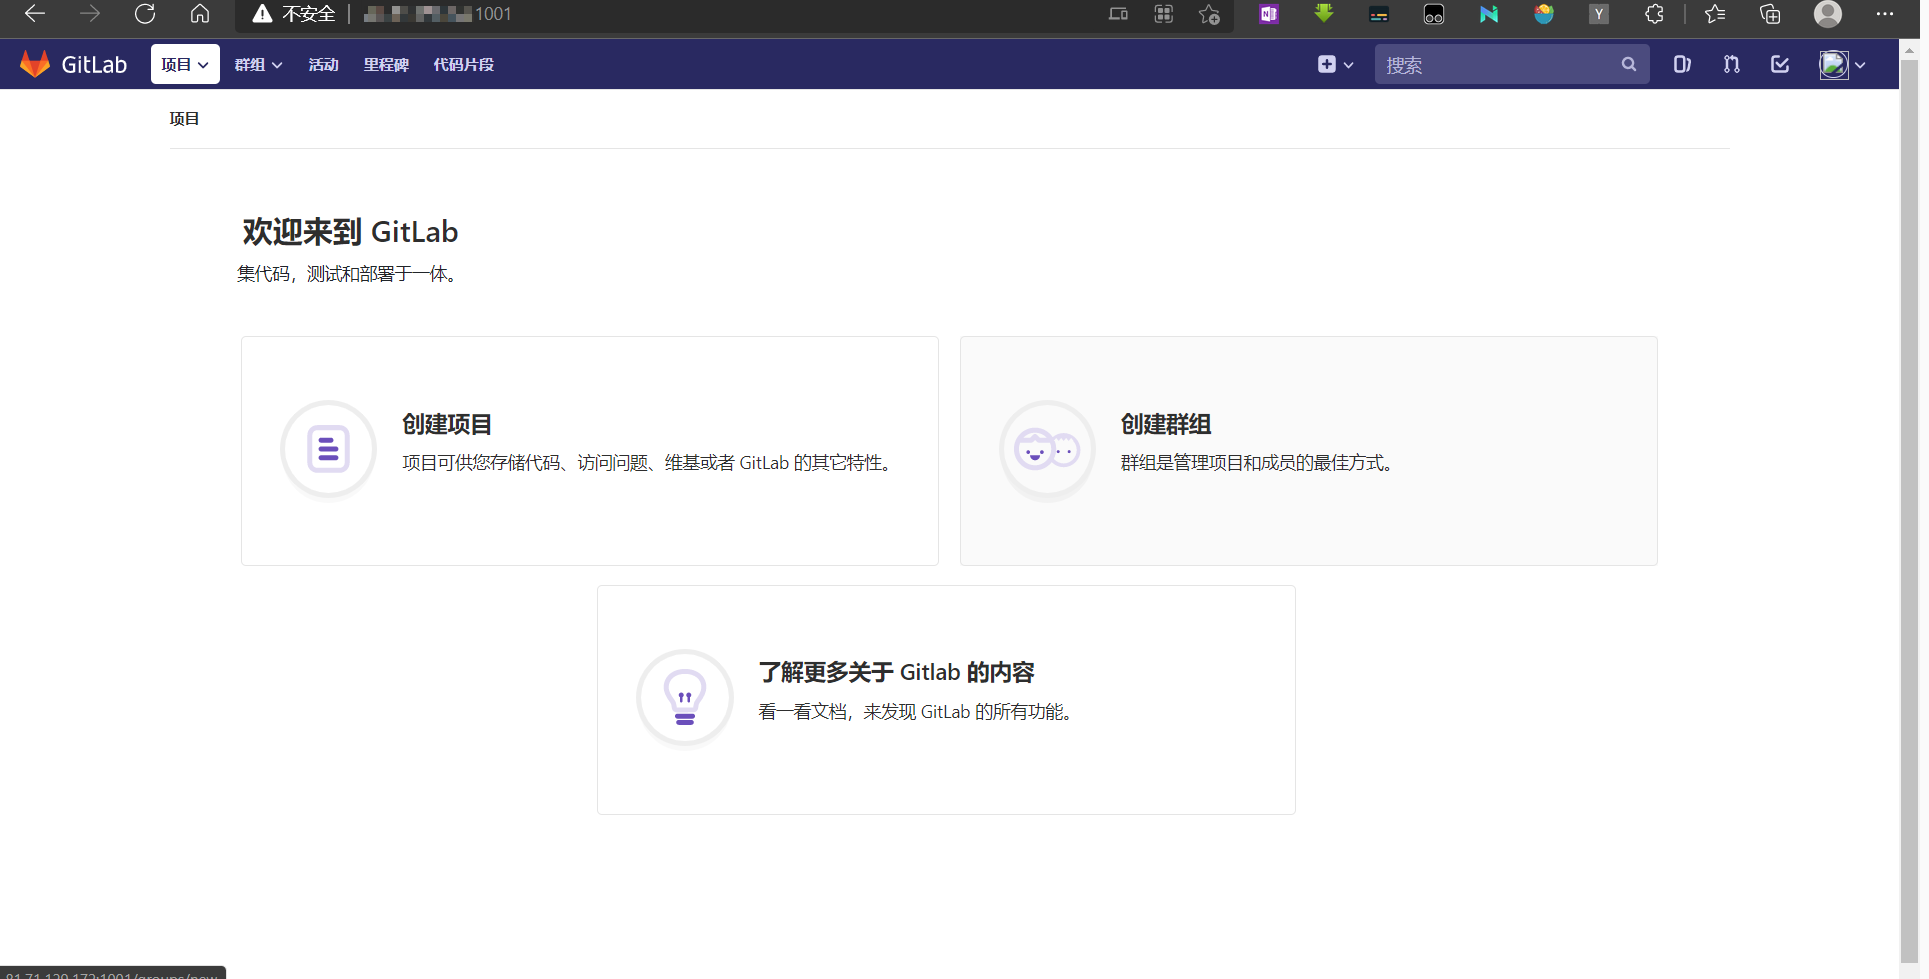 不安全 1001
GitLab 项目 群组 活动 里程碑 代码片段 搜索
项目
欢迎来到 GitLab
集代码，测试和部署于一体。
创建项目
项目可供您存储代码、访问问题、维基或者 GitLab 的其它特性。
创建群组
群组是管理项目和成员的最佳方式。
了解更多关于 Gitlab 的内容
看一看文档，来发现 GitLab 的所有功能。